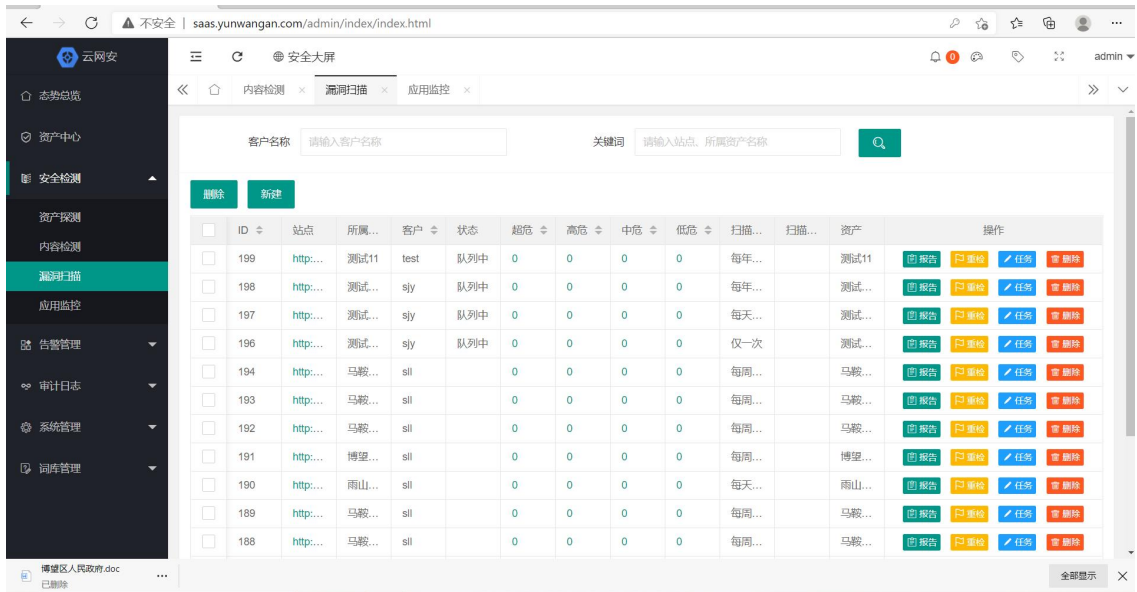 不安全 | saas.yunwangan.com/admin/index/index.html
云网安 安全大屏 0 admin
态势总览 内容检测 × 漏洞扫描 × 应用监控 ×
资产中心
客户名称 请输入客户名称 关键词 请输入站点、所属资产名称
安全检测
删除 新建
资产探测
内容检测
漏洞扫描
应用监控
告警管理
审计日志
系统管理
词库管理
ID 站点 所属... 客户 状态 超危 高危 中危 低危 扫描... 扫描... 资产 操作
199 http:... 测试11 test 队列中 0 0 0 0 每年... 测试11 报告 重检 任务 删除
198 http:... 测试... sjy 队列中 0 0 0 0 每年... 测试... 报告 重检 任务 删除
197 http:... 测试... sjy 队列中 0 0 0 0 每天... 测试... 报告 重检 任务 删除
196 http:... 测试... sjy 队列中 0 0 0 0 仅一次 测试... 报告 重检 任务 删除
194 http:... 马鞍... sll 0 0 0 0 每周... 马鞍... 报告 重检 任务 删除
193 http:... 马鞍... sll 0 0 0 0 每周... 马鞍... 报告 重检 任务 删除
192 http:... 马鞍... sll 0 0 0 0 每周... 马鞍... 报告 重检 任务 删除
191 http:... 博望... sll 0 0 0 0 每周... 博望... 报告 重检 任务 删除
190 http:... 雨山... sll 0 0 0 0 每天... 雨山... 报告 重检 任务 删除
189 http:... 马鞍... sll 0 0 0 0 每周... 马鞍... 报告 重检 任务 删除
188 http:... 马鞍... sll 0 0 0 0 每周... 马鞍... 报告 重检 任务 删除
博望区人民政府.doc
已删除
全部显示